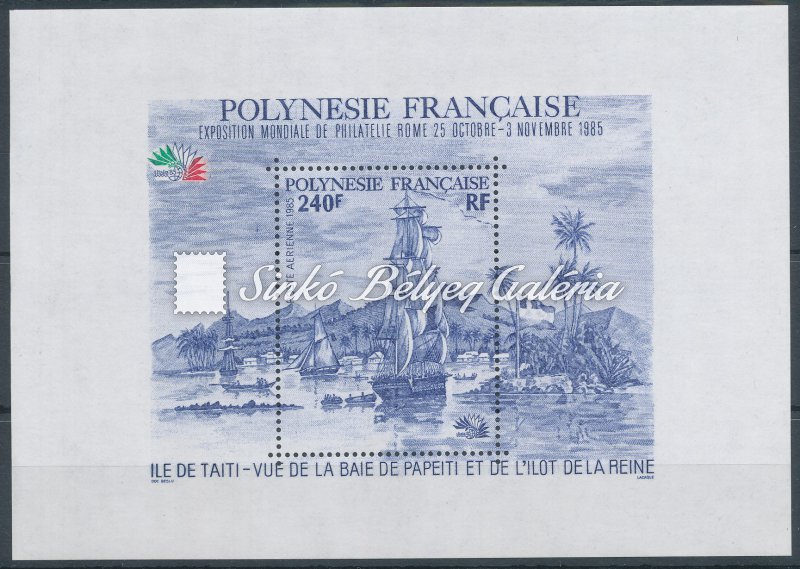 POLYNESIE FRANÇAISE
EXPOSITION MONDIALE DE PHILATELIE ROME 25 OCTOBRE-3 NOVEMBRE 1985
POLYNESIE FRANÇAISE
240F RF
AERIENNE 1985
Sinkó Bélyeg Galéria
ILE DE TAITI-VUE DE LA BAIE DE PAPEITI ET DE L'ILOT DE LA REINE